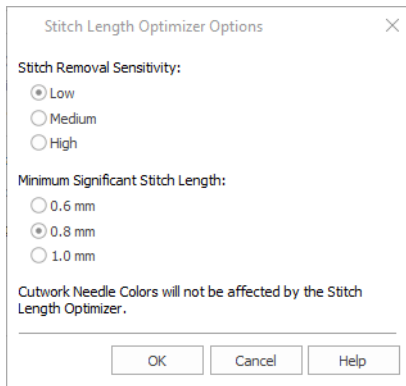 Stitch Length Optimizer Options
Stitch Removal Sensitivity:
Low
Medium
High
Minimum Significant Stitch Length:
0.6 mm
0.8 mm
1.0 mm
Cutwork Needle Colors will not be affected by the Stitch
Length Optimizer.
OK Cancel Help